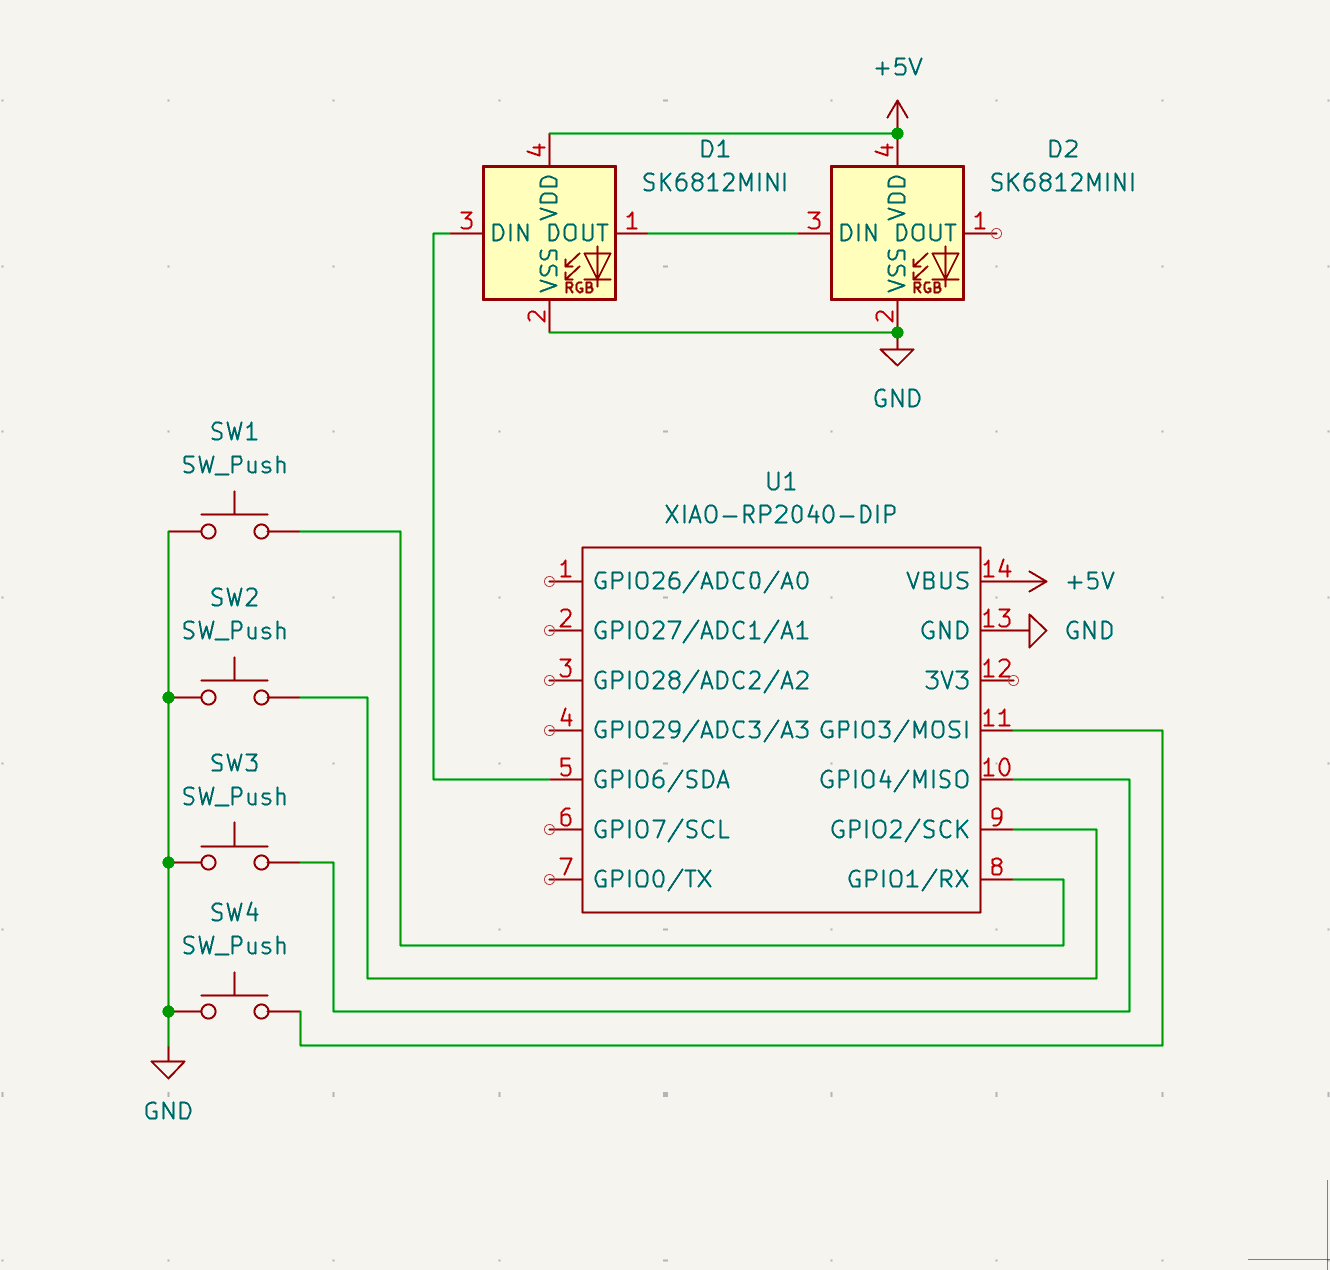 +5V
D1
SK6812MINI
D2
SK6812MINI
4
VDD
3
DIN
DOUT
1
VSS
RGB
2
4
VDD
3
DIN
DOUT
1
VSS
RGB
2
GND
SW1
SW_Push
SW2
SW_Push
SW3
SW_Push
SW4
SW_Push
GND
U1
XIAO-RP2040-DIP
1 GPIO26/ADC0/A0 VBUS 14 +5V
2 GPIO27/ADC1/A1 GND 13 GND
3 GPIO28/ADC2/A2 3V3 12
4 GPIO29/ADC3/A3 GPIO3/MOSI 11
5 GPIO6/SDA GPIO4/MISO 10
6 GPIO7/SCL GPIO2/SCK 9
7 GPIO0/TX GPIO1/RX 8